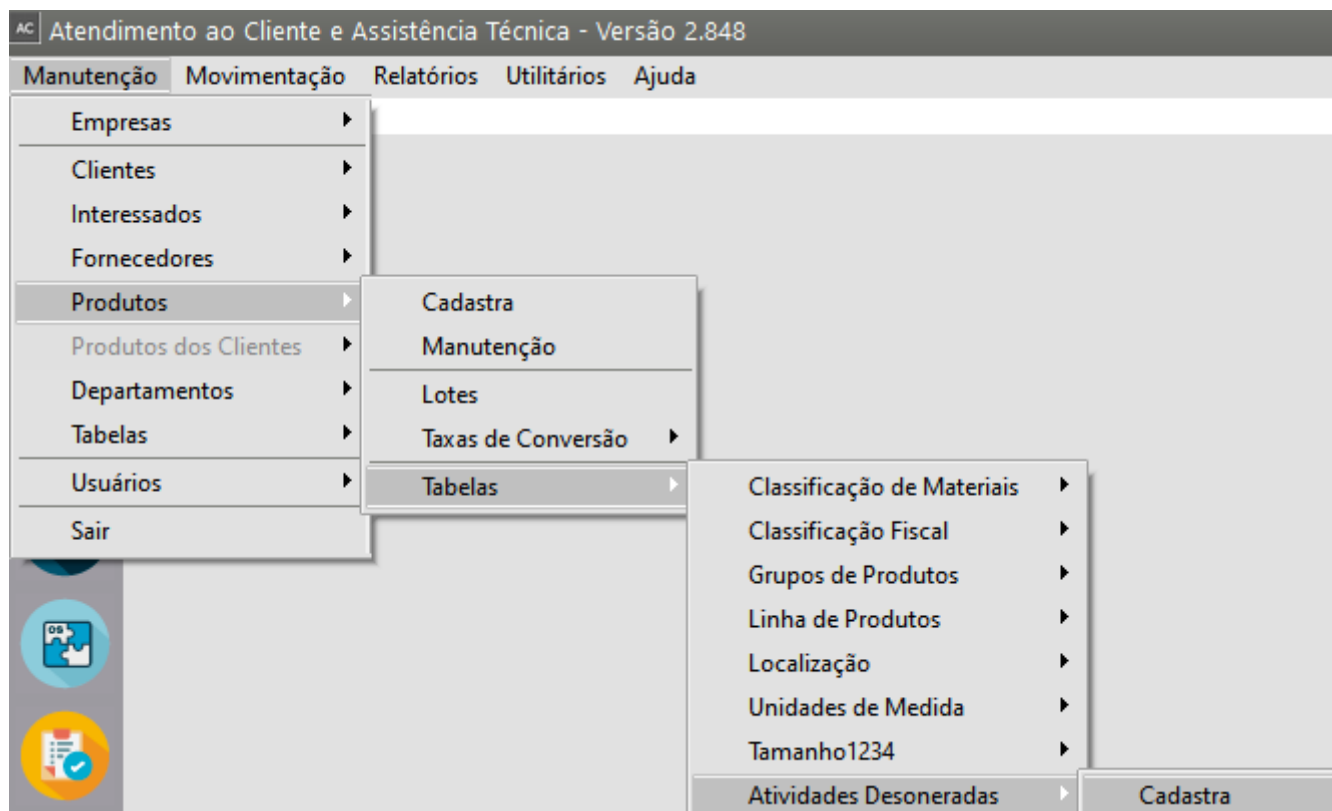 AC Atendimento ao Cliente e Assistência Técnica - Versão 2.848
Manutenção Movimentação Relatórios Utilitários Ajuda
Empresas
Clientes
Interessados
Fornecedores
Produtos
Produtos dos Clientes
Departamentos
Tabelas
Usuários
Sair
Cadastra
Manutenção
Lotes
Taxas de Conversão
Tabelas
Classificação de Materiais
Classificação Fiscal
Grupos de Produtos
Linha de Produtos
Localização
Unidades de Medida
Tamanho1234
Atividades Desoneradas
Cadastra
OS